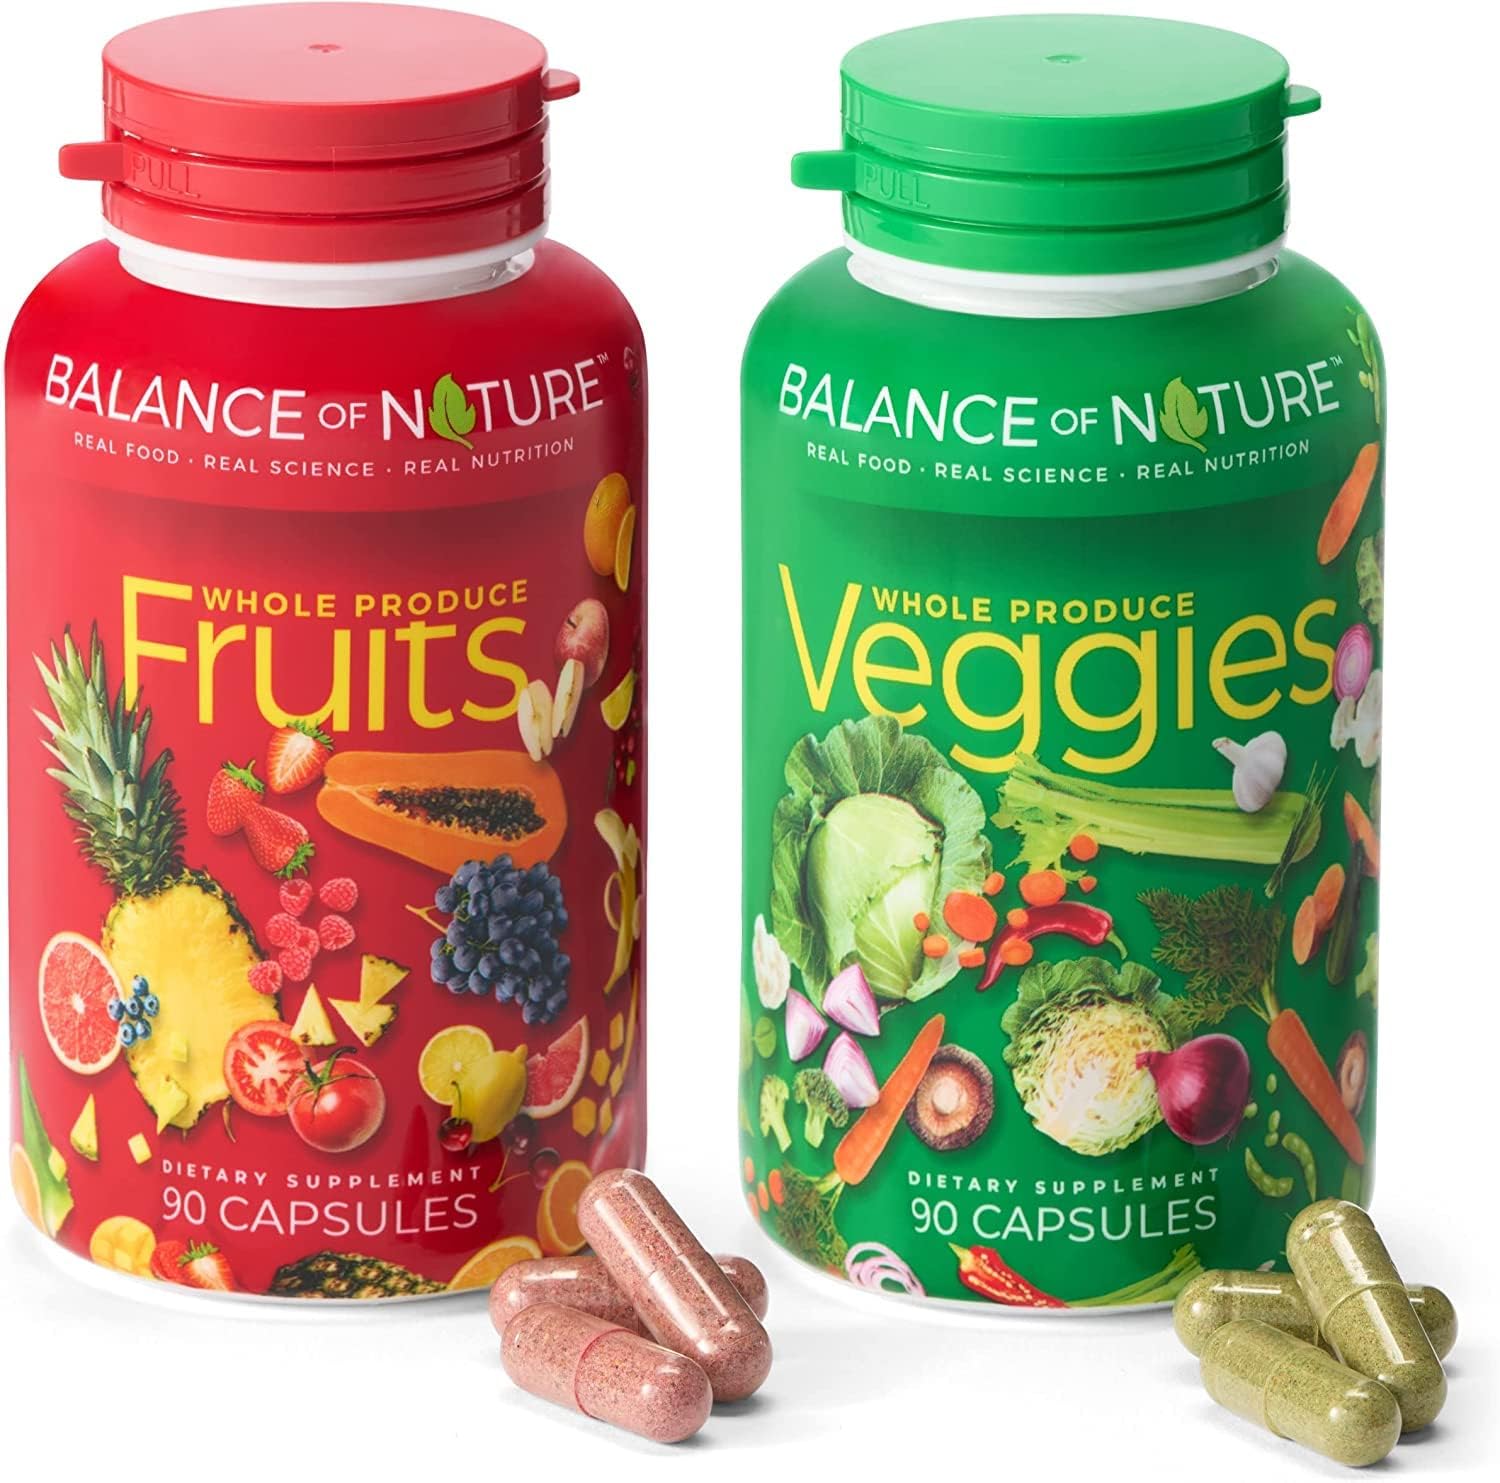 PULL
BALANCE OF NATURE™
REAL FOOD · REAL SCIENCE · REAL NUTRITION
WHOLE PRODUCE
Fruits
DIETARY SUPPLEMENT
90 CAPSULES
PULL
BALANCE OF NATURE™
REAL FOOD · REAL SCIENCE · REAL NUTRITION
WHOLE PRODUCE
Veggies
DIETARY SUPPLEMENT
90 CAPSULES